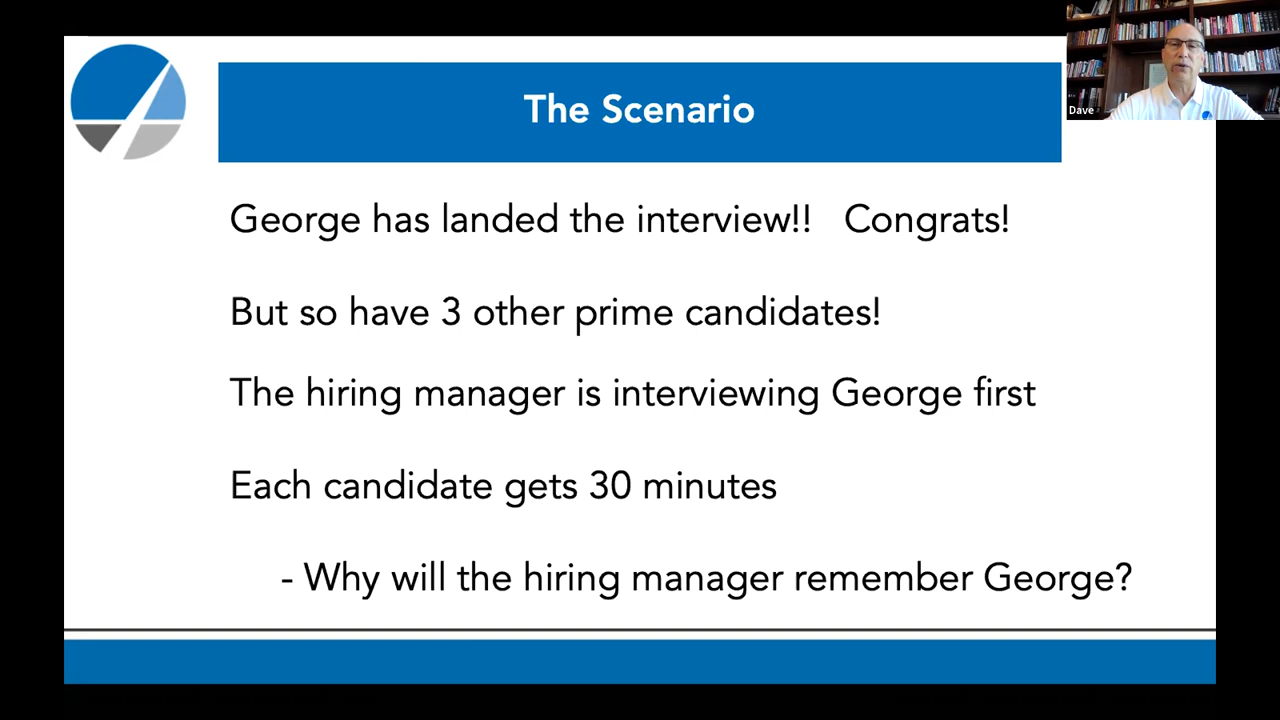 The Scenario
Dave
George has landed the interview!! Congrats!
But so have 3 other prime candidates!
The hiring manager is interviewing George first
Each candidate gets 30 minutes
- Why will the hiring manager remember George?